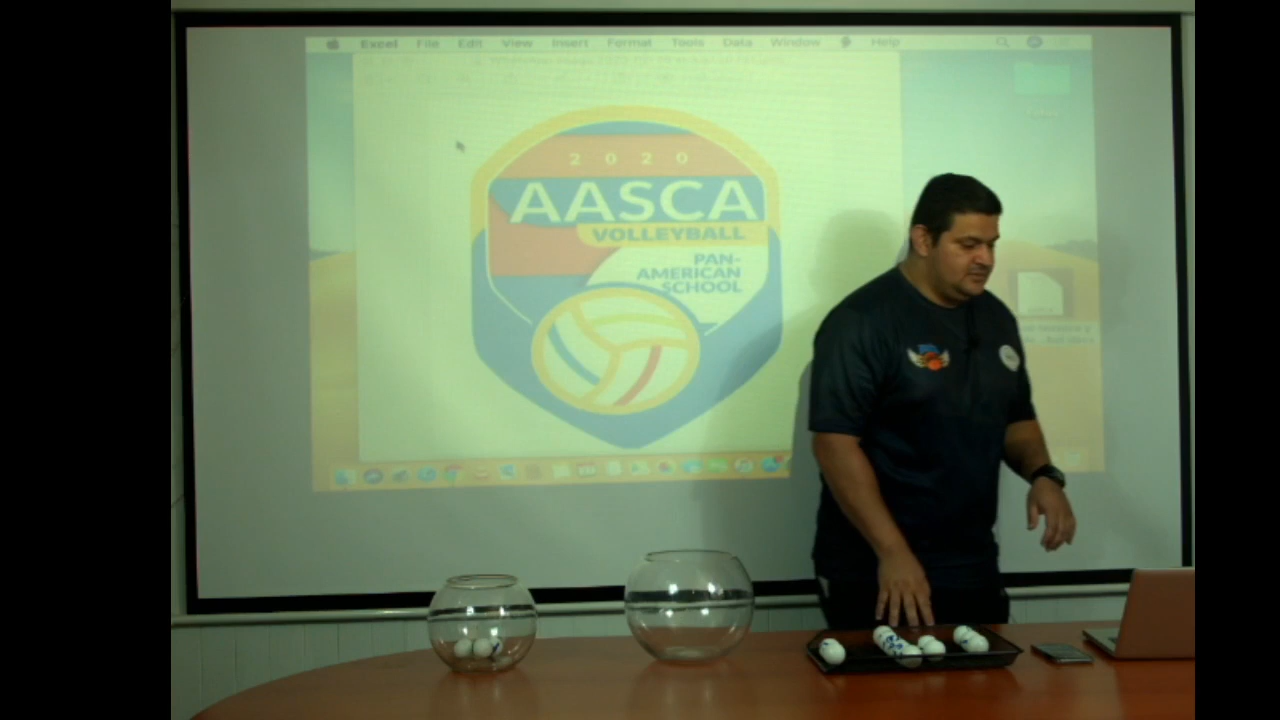 Excel File Edit View Insert Format Tools Data Window Help
2020
AASCA
VOLLEYBALL
PAN-
AMERICAN
SCHOOL